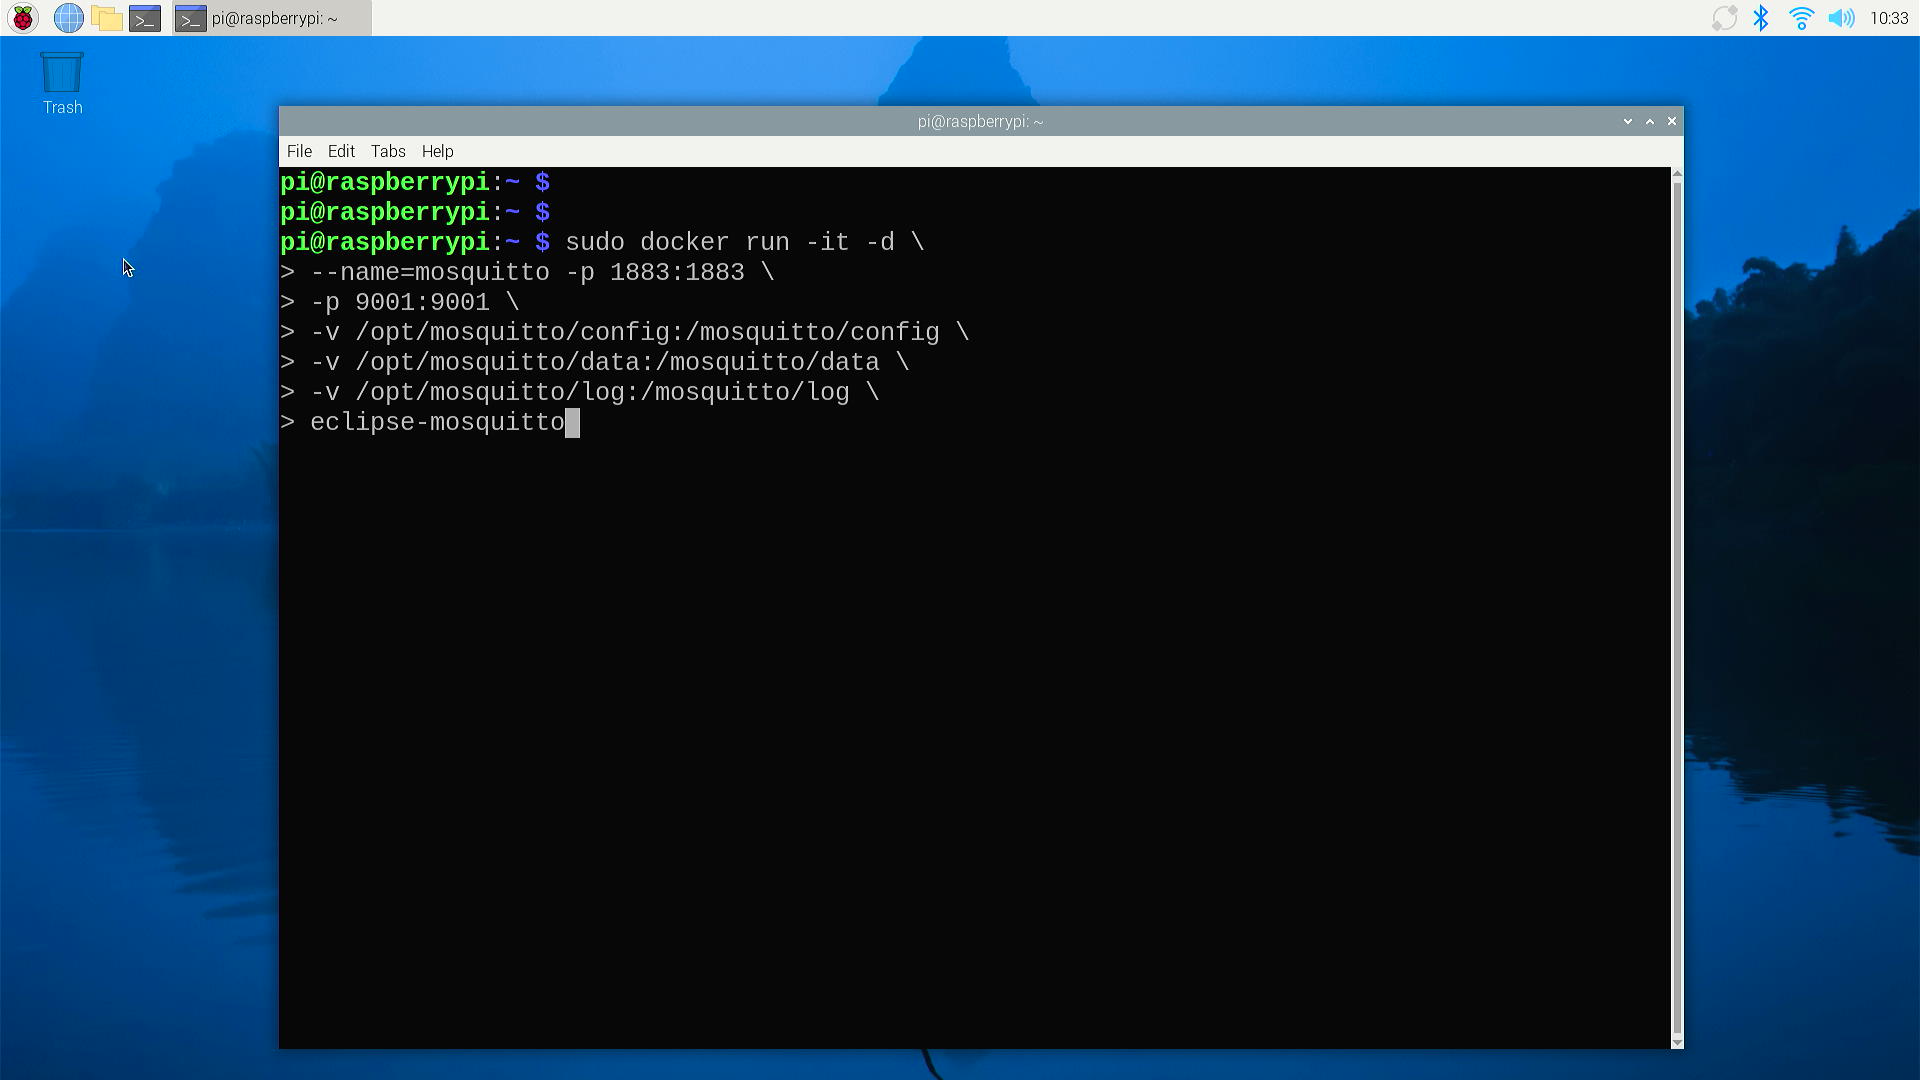 pi@raspberrypi: ~
10:33
Trash
pi@raspberrypi: ~
File Edit Tabs Help
pi@raspberrypi:~ $
pi@raspberrypi:~ $
pi@raspberrypi:~ $ sudo docker run -it -d \
> --name=mosquitto -p 1883:1883 \
> -p 9001:9001 \
> -v /opt/mosquitto/config:/mosquitto/config \
> -v /opt/mosquitto/data:/mosquitto/data \
> -v /opt/mosquitto/log:/mosquitto/log \
> eclipse-mosquitto